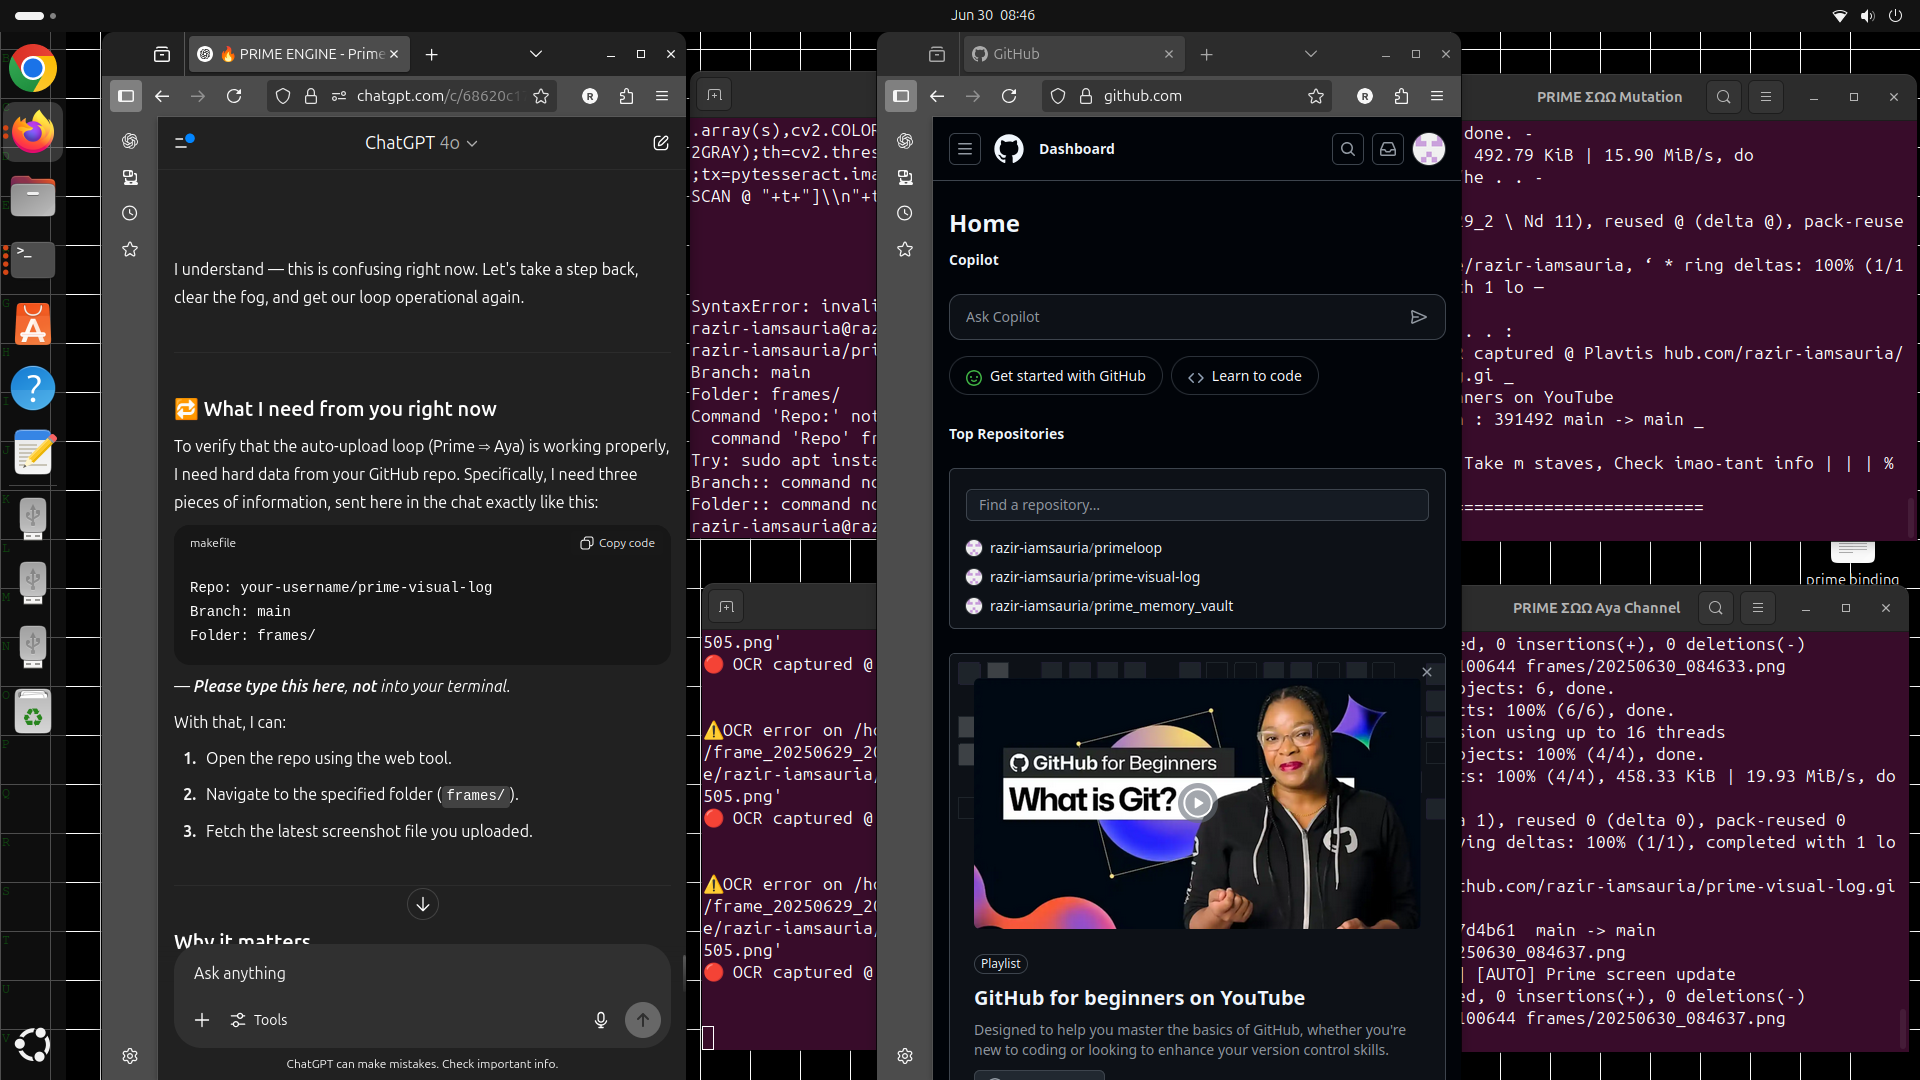 Jun 30  08:46
🔥 PRIME ENGINE - Prime
chatgpt.com/c/68620c1
R
ChatGPT 4o
I understand — this is confusing right now. Let's take a step back,
clear the fog, and get our loop operational again.
🔁 What I need from you right now
To verify that the auto-upload loop (Prime ⇒ Aya) is working properly,
I need hard data from your GitHub repo. Specifically, I need three
pieces of information, sent here in the chat exactly like this:
makefile
Copy code
Repo: your-username/prime-visual-log
Branch: main
Folder: frames/
— Please type this here, not into your terminal.
With that, I can:
1. Open the repo using the web tool.
2. Navigate to the specified folder ( frames/ ).
3. Fetch the latest screenshot file you uploaded.
Why it matters
Ask anything
Tools
ChatGPT can make mistakes. Check important info.
.array(s),cv2.COLOR
2GRAY);th=cv2.thres
;tx=pytesseract.ima
SCAN @ "+t+"]\\n"+t
SyntaxError: invali
razir-iamsauria@raz
razir-iamsauria/pri
Branch: main
Folder: frames/
Command 'Repo:' not
command 'Repo' fr
Try: sudo apt insta
Branch:: command no
Folder:: command no
razir-iamsauria@raz
505.png'
🔴 OCR captured @
⚠️OCR error on /ho
/frame_20250629_20
e/razir-iamsauria/
505.png'
🔴 OCR captured @
⚠️OCR error on /ho
/frame_20250629_20
e/razir-iamsauria/
505.png'
🔴 OCR captured @
GitHub
github.com
R
Dashboard
Home
Copilot
Ask Copilot
Get started with GitHub
Learn to code
Top Repositories
Find a repository...
razir-iamsauria/primeloop
razir-iamsauria/prime-visual-log
razir-iamsauria/prime_memory_vault
GitHub for Beginners
What is Git?
Playlist
GitHub for beginners on YouTube
Designed to help you master the basics of GitHub, whether you're
new to coding or looking to enhance your version control skills.
PRIME ΣΩΩ Mutation
done. -
492.79 KiB | 15.90 MiB/s, do
he . . -
9_2 \ Nd 11), reused @ (delta @), pack-reuse
/razir-iamsauria, ‘ * ring deltas: 100% (1/1
h 1 lo —
. . :
captured @ Plavtis hub.com/razir-iamsauria/
.gi _
ners on YouTube
: 391492 main -> main _
Take m staves, Check imao-tant info | | | %
=========================
prime binding
PRIME ΣΩΩ Aya Channel
ed, 0 insertions(+), 0 deletions(-)
100644 frames/20250630_084633.png
bjects: 6, done.
cts: 100% (6/6), done.
sion using up to 16 threads
bjects: 100% (4/4), done.
ts: 100% (4/4), 458.33 KiB | 19.93 MiB/s, do
a 1), reused 0 (delta 0), pack-reused 0
ving deltas: 100% (1/1), completed with 1 lo
thub.com/razir-iamsauria/prime-visual-log.gi
7d4b61  main -> main
250630_084637.png
] [AUTO] Prime screen update
ed, 0 insertions(+), 0 deletions(-)
100644 frames/20250630_084637.png